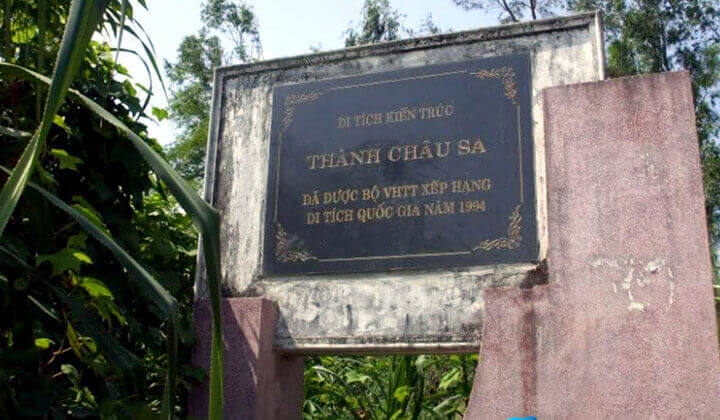 DI TÍCH KIẾN TRÚC
THÀNH CHÂU SA
ĐÃ ĐƯỢC BỘ VHTT XẾP HẠNG
DI TÍCH QUỐC GIA NĂM 1994